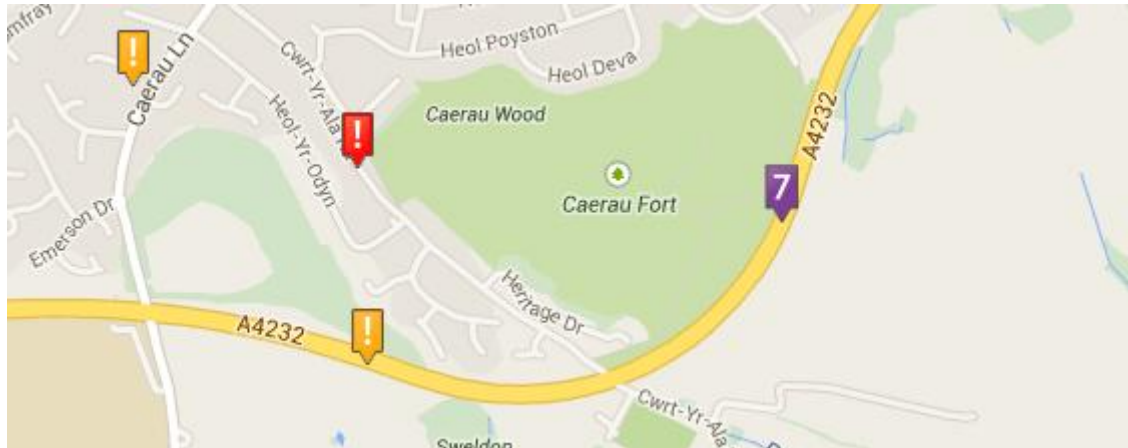 Heol Poyston
Heol Deva
Caerau Ln
Cwrt-Yr-Ala
Heol-Yr-Odyn
Caerau Wood
Caerau Fort
A4232
7
Emerson Dr
!
!
!
A4232
Heritage Dr
Cwrt-Yr-Ala
Sweldon